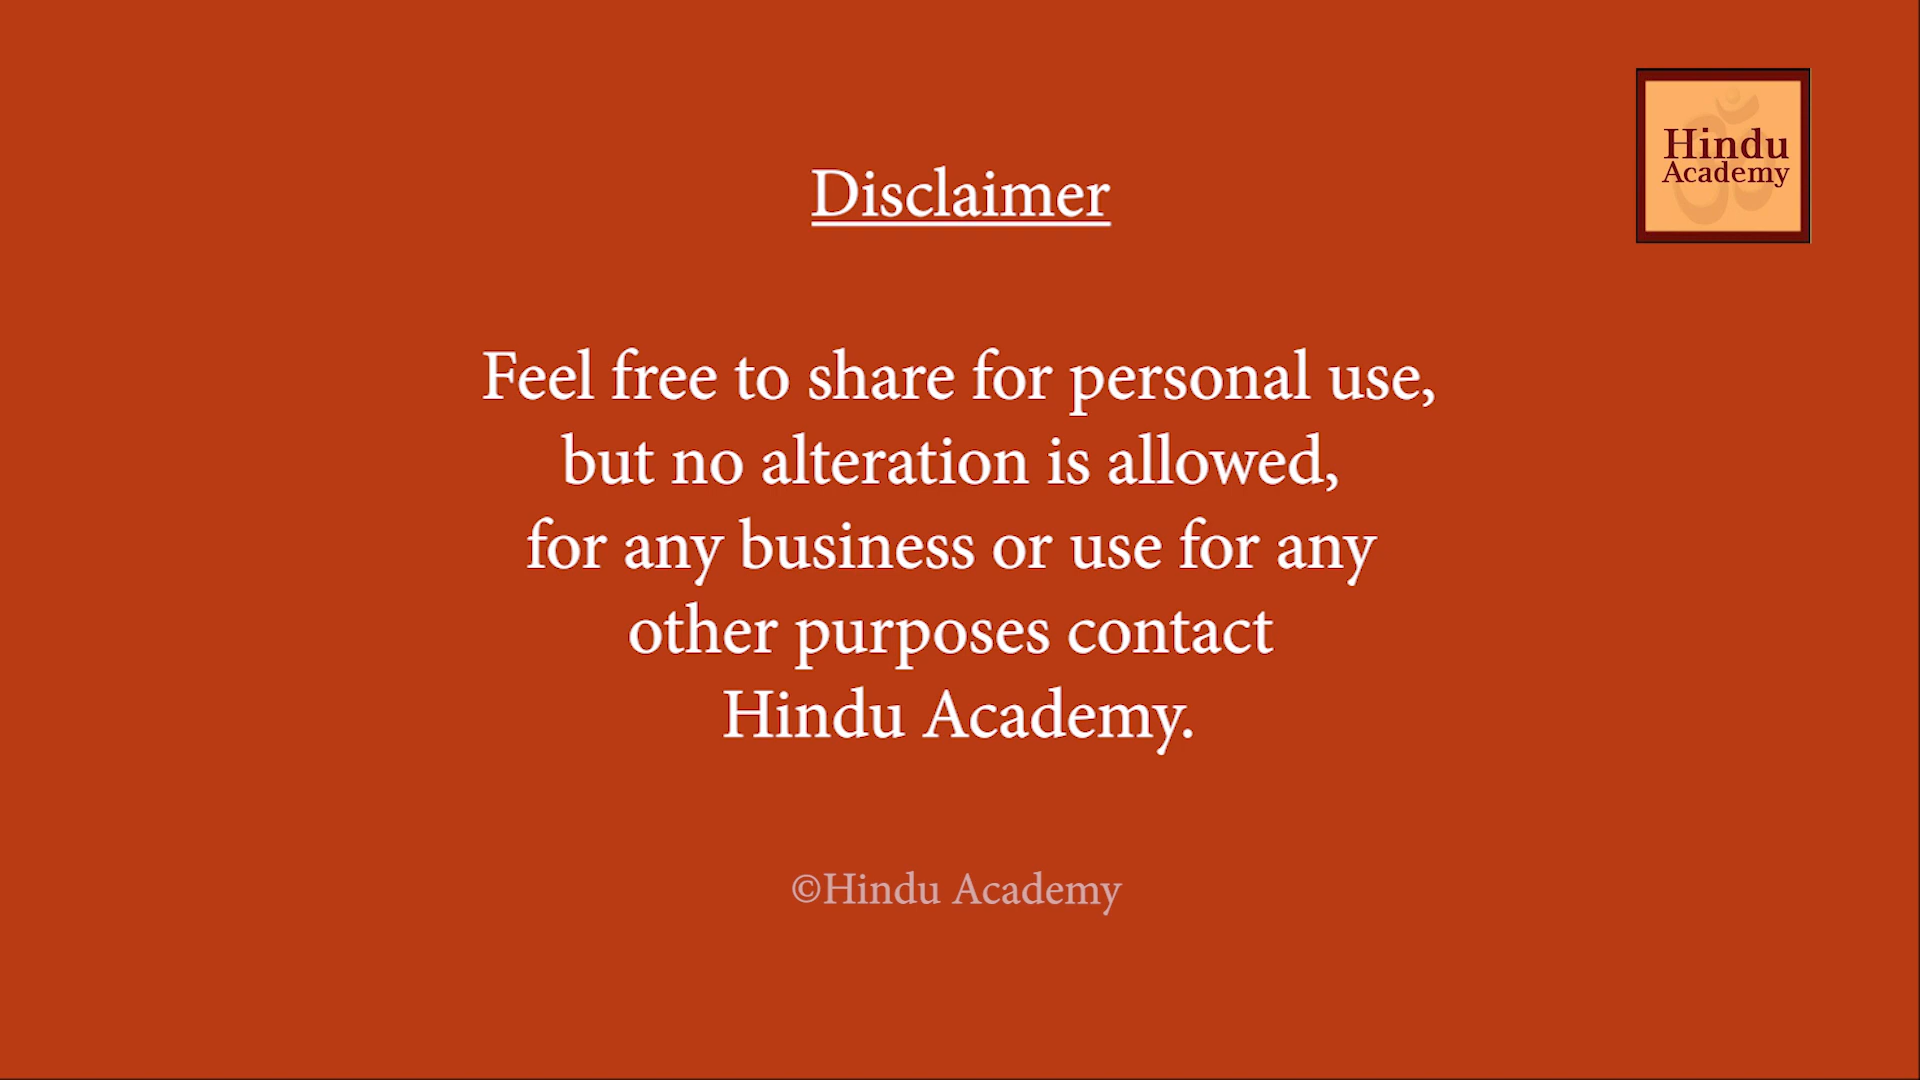 Hindu
Academy
Disclaimer
Feel free to share for personal use,
but no alteration is allowed,
for any business or use for any
other purposes contact
Hindu Academy.
©Hindu Academy